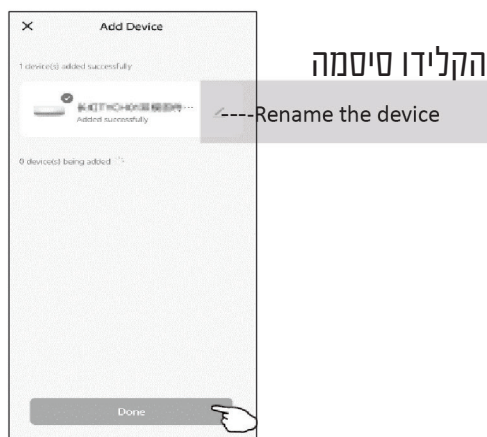 Add Device
הקלידו סיסמה
1 device(s) added successfully
Added successfully
----Rename the device
0 device(s) being added
Done